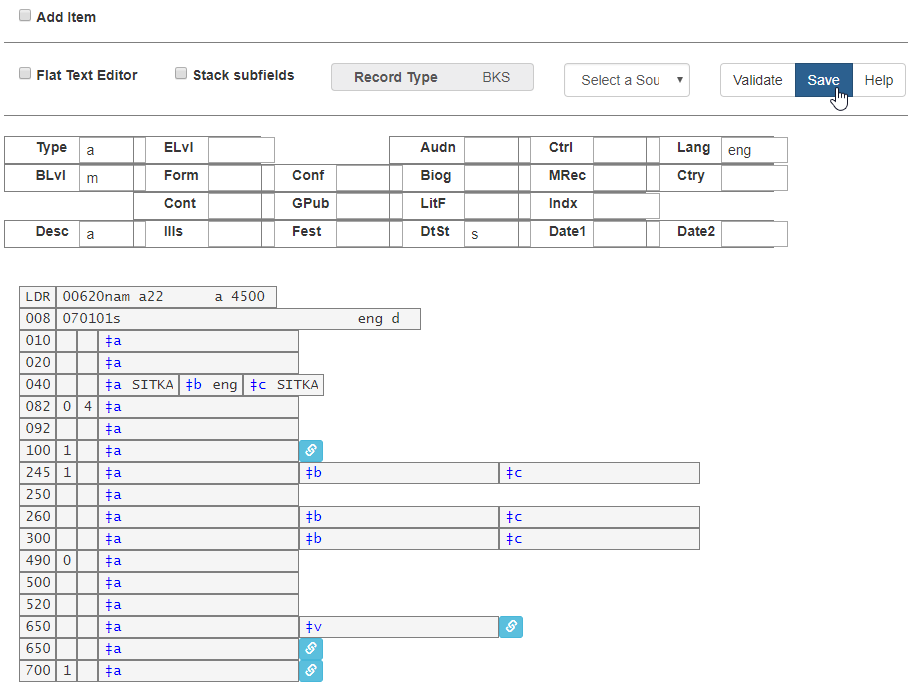 Add Item
Flat Text Editor Stack subfields Record Type BKS Select a Sou Validate Save Help
Type a ELvl Audn Ctrl Lang eng
BLvl m Form Conf Biog MRec Ctry
Cont GPub LitF Indx
Desc a Ills Fest DtSt s Date1 Date2
LDR 00620nam a22 a 4500
008 070101s eng d
010 ‡a
020 ‡a
040 ‡a SITKA ‡b eng ‡c SITKA
082 0 4 ‡a
092 ‡a
100 1 ‡a
245 1 ‡a ‡b ‡c
250 ‡a
260 ‡a ‡b ‡c
300 ‡a ‡b ‡c
490 0 ‡a
500 ‡a
520 ‡a
650 ‡a ‡v
650 ‡a
700 1 ‡a